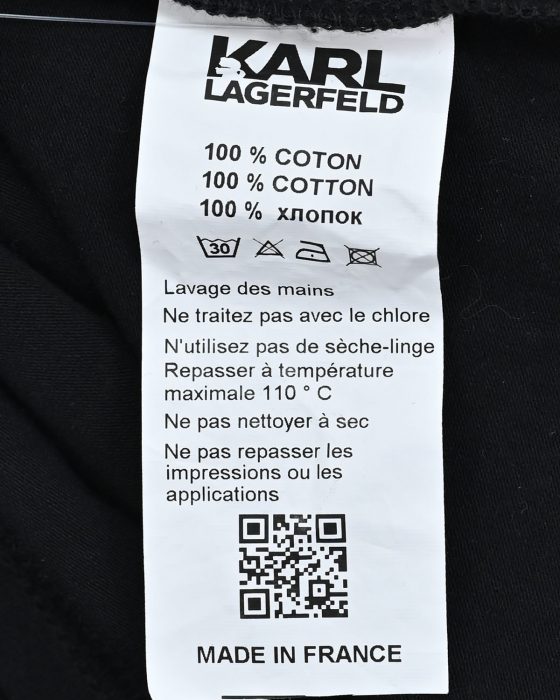 KARL
LAGERFELD
100 % COTON
100 % COTTON
100 % хлопок
30
Lavage des mains
Ne traitez pas avec le chlore
N'utilisez pas de sèche-linge
Repasser à température
maximale 110 ° C
Ne pas nettoyer à sec
Ne pas repasser les
impressions ou les
applications
MADE IN FRANCE